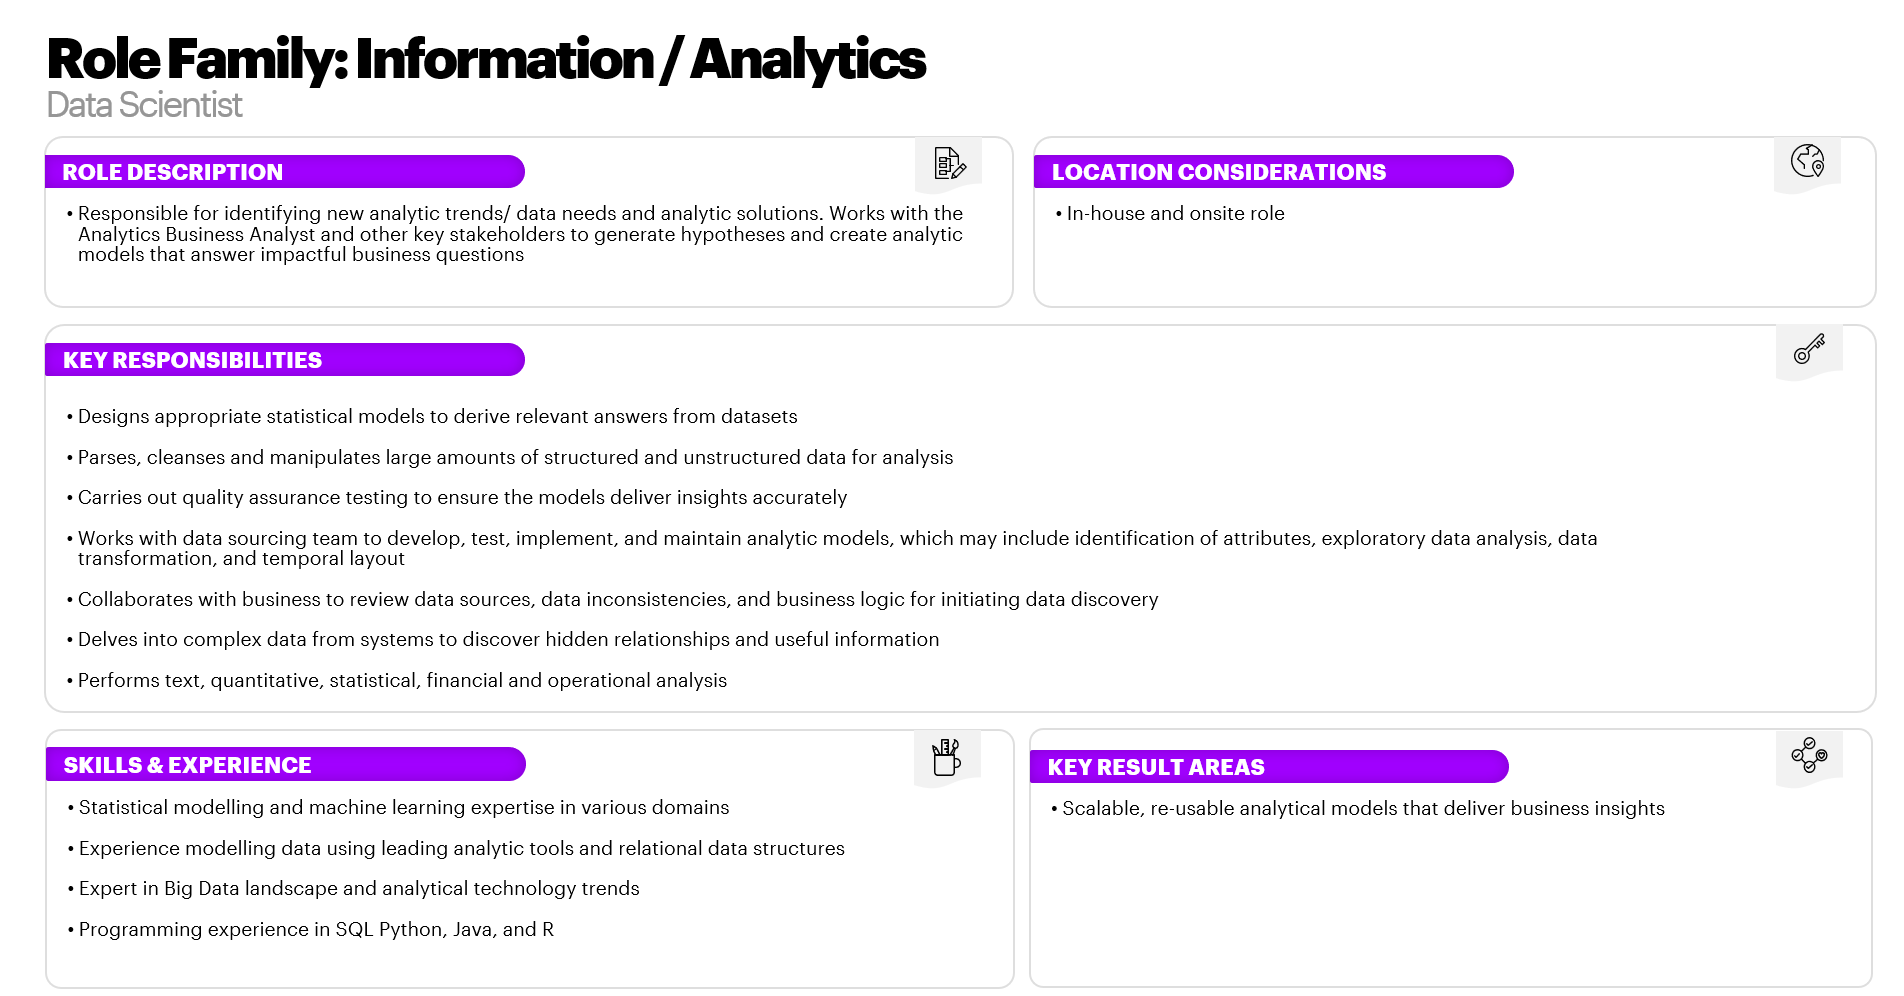 Role Family: Information / Analytics
Data Scientist
ROLE DESCRIPTION
• Responsible for identifying new analytic trends/ data needs and analytic solutions. Works with the
Analytics Business Analyst and other key stakeholders to generate hypotheses and create analytic
models that answer impactful business questions
LOCATION CONSIDERATIONS
• In-house and onsite role
KEY RESPONSIBILITIES
• Designs appropriate statistical models to derive relevant answers from datasets
• Parses, cleanses and manipulates large amounts of structured and unstructured data for analysis
• Carries out quality assurance testing to ensure the models deliver insights accurately
• Works with data sourcing team to develop, test, implement, and maintain analytic models, which may include identification of attributes, exploratory data analysis, data
transformation, and temporal layout
• Collaborates with business to review data sources, data inconsistencies, and business logic for initiating data discovery
• Delves into complex data from systems to discover hidden relationships and useful information
• Performs text, quantitative, statistical, financial and operational analysis
SKILLS & EXPERIENCE
• Statistical modelling and machine learning expertise in various domains
• Experience modelling data using leading analytic tools and relational data structures
• Expert in Big Data landscape and analytical technology trends
• Programming experience in SQL Python, Java, and R
KEY RESULT AREAS
• Scalable, re-usable analytical models that deliver business insights